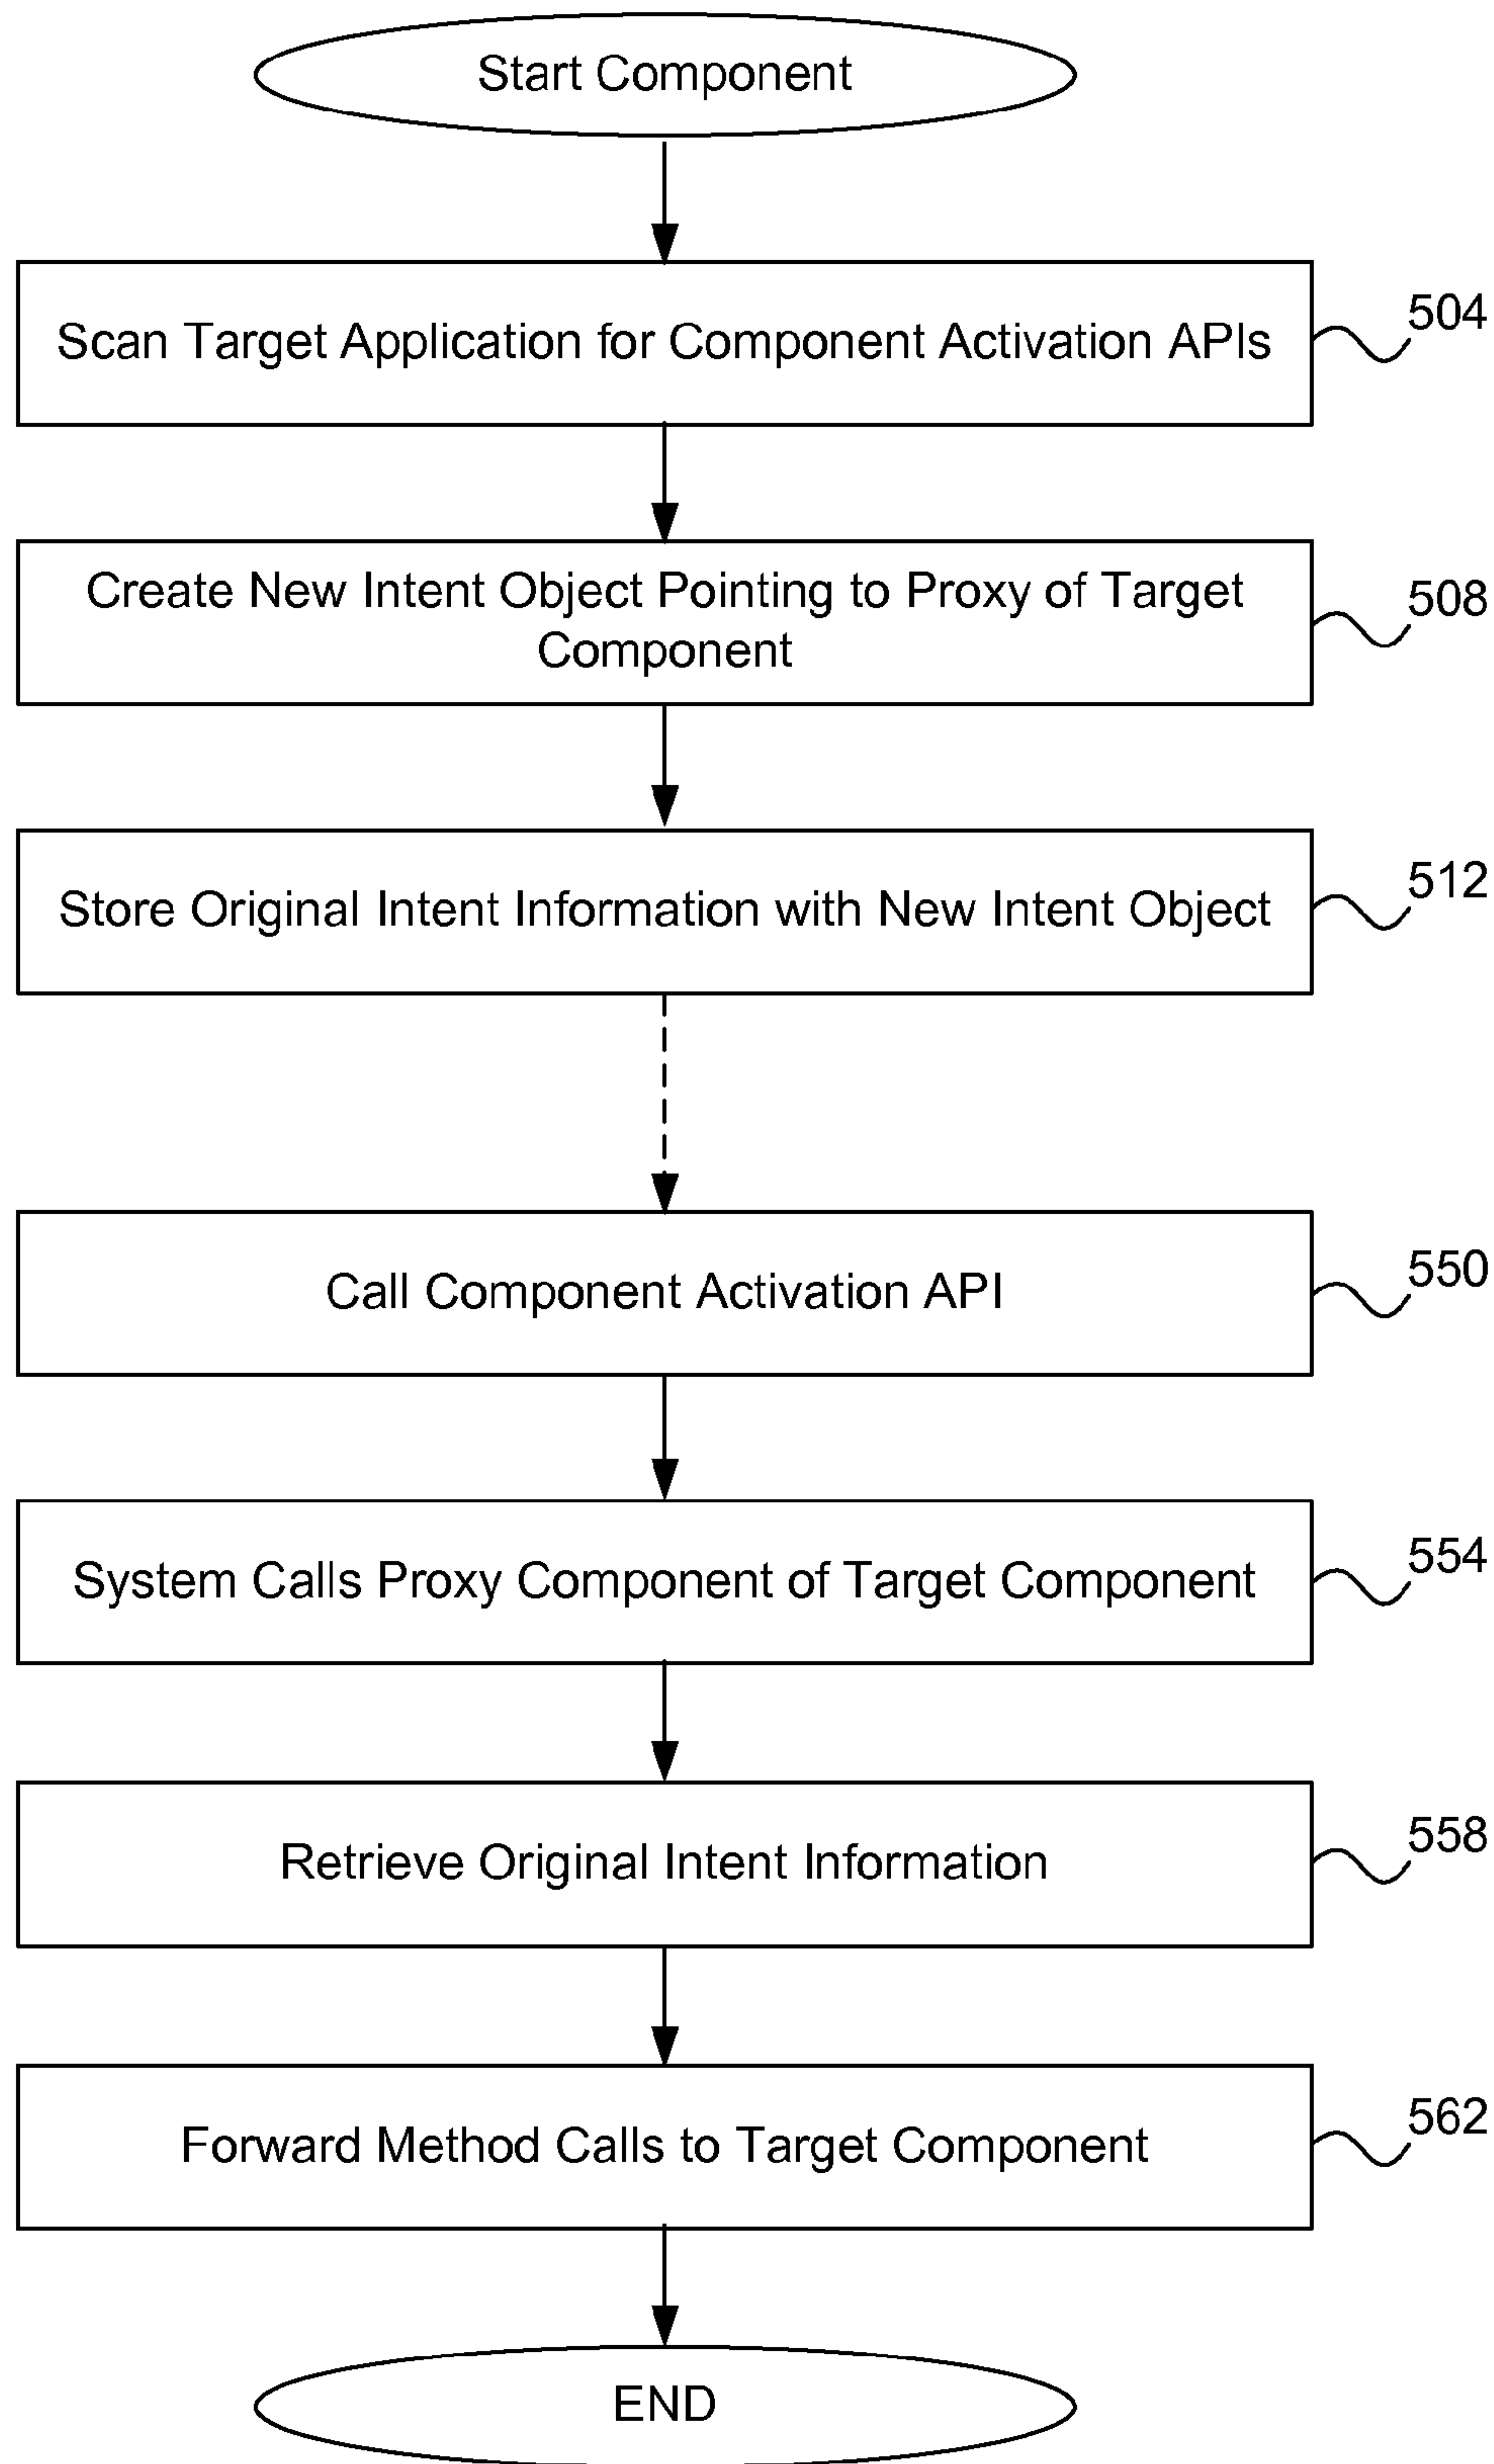 Start Component
Scan Target Application for Component Activation APIs
504
Create New Intent Object Pointing to Proxy of Target
Component
508
Store Original Intent Information with New Intent Object
512
Call Component Activation API
550
System Calls Proxy Component of Target Component
554
Retrieve Original Intent Information
558
Forward Method Calls to Target Component
562
END